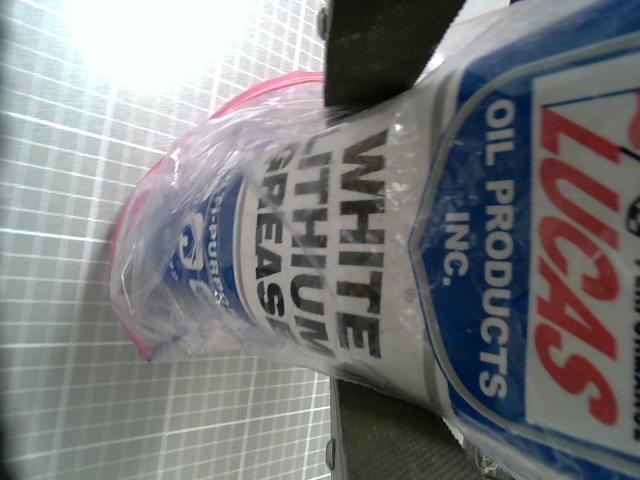 LUCAS
OIL PRODUCTS
INC.
WHITE
LITHIUM
GREASE